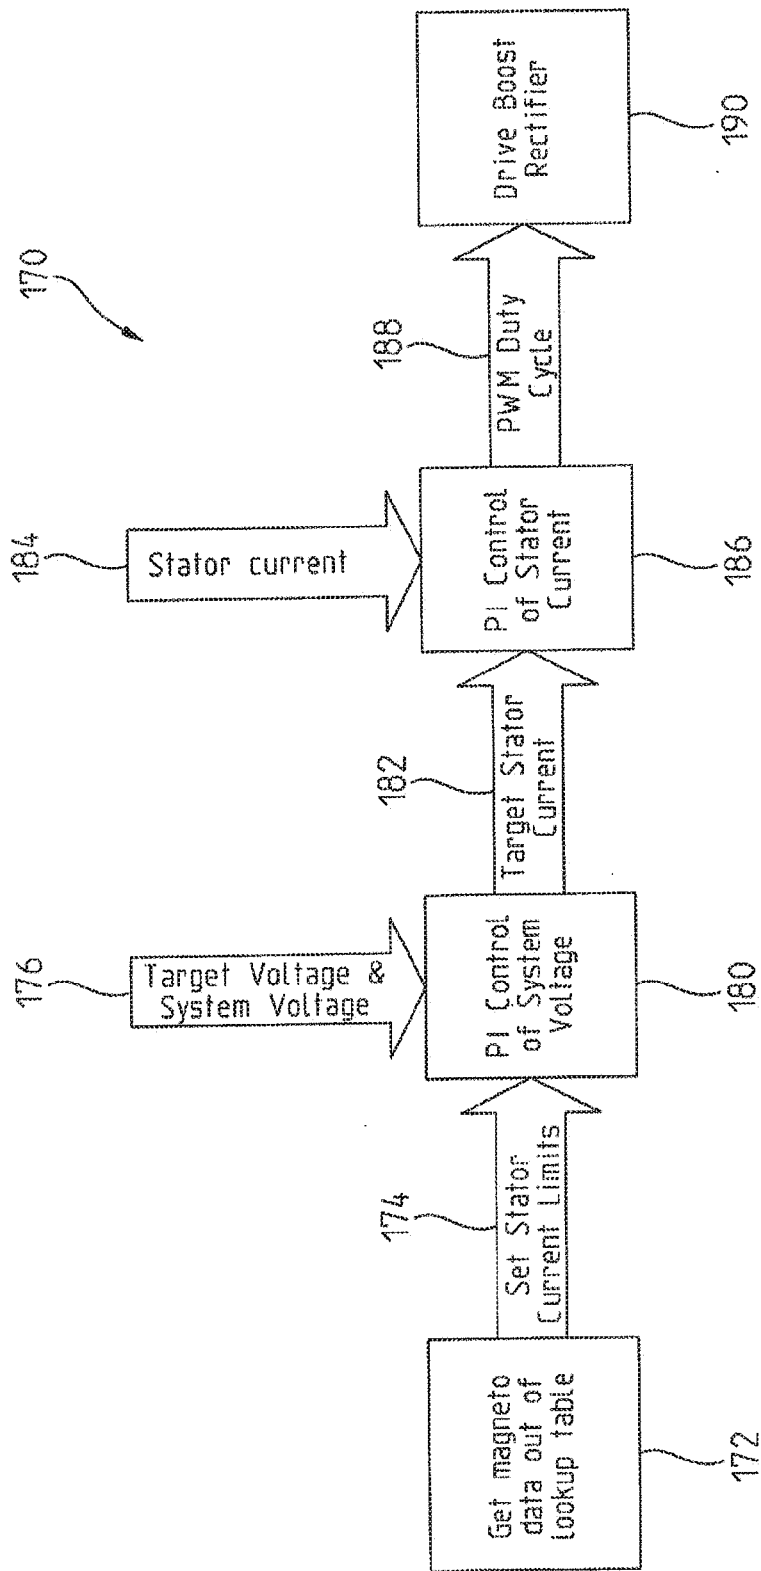 170
184
Stator current
176
Target Voltage &
System Voltage
Get magneto
data out of
lookup table
172
174
Set Stator
Current Limits
PI Control
of System
Voltage
180
182
Target Stator
Current
PI Control
of Stator
Current
186
188
PWM Duty
Cycle
Drive Boost
Rectifier
190